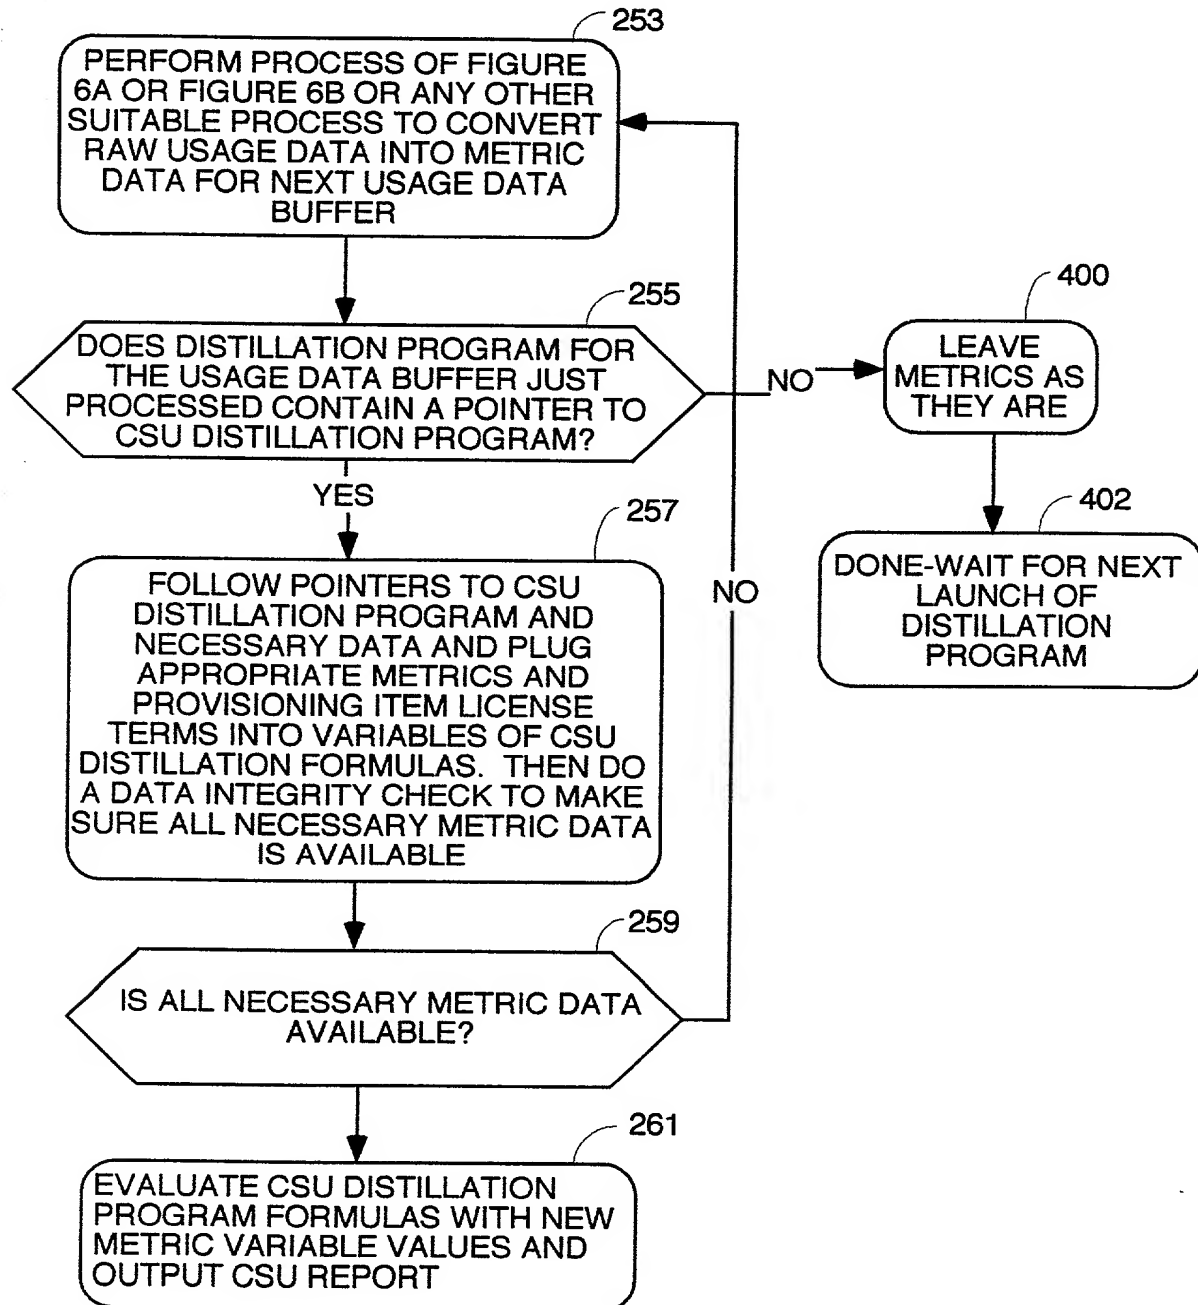 253
PERFORM PROCESS OF FIGURE
6A OR FIGURE 6B OR ANY OTHER
SUITABLE PROCESS TO CONVERT
RAW USAGE DATA INTO METRIC
DATA FOR NEXT USAGE DATA
BUFFER
255
DOES DISTILLATION PROGRAM FOR
THE USAGE DATA BUFFER JUST
PROCESSED CONTAIN A POINTER TO
CSU DISTILLATION PROGRAM?
NO
400
LEAVE
METRICS AS
THEY ARE
402
DONE-WAIT FOR NEXT
LAUNCH OF
DISTILLATION
PROGRAM
YES
257
FOLLOW POINTERS TO CSU
DISTILLATION PROGRAM AND
NECESSARY DATA AND PLUG
APPROPRIATE METRICS AND
PROVISIONING ITEM LICENSE
TERMS INTO VARIABLES OF CSU
DISTILLATION FORMULAS. THEN DO
A DATA INTEGRITY CHECK TO MAKE
SURE ALL NECESSARY METRIC DATA
IS AVAILABLE
NO
259
IS ALL NECESSARY METRIC DATA
AVAILABLE?
261
EVALUATE CSU DISTILLATION
PROGRAM FORMULAS WITH NEW
METRIC VARIABLE VALUES AND
OUTPUT CSU REPORT